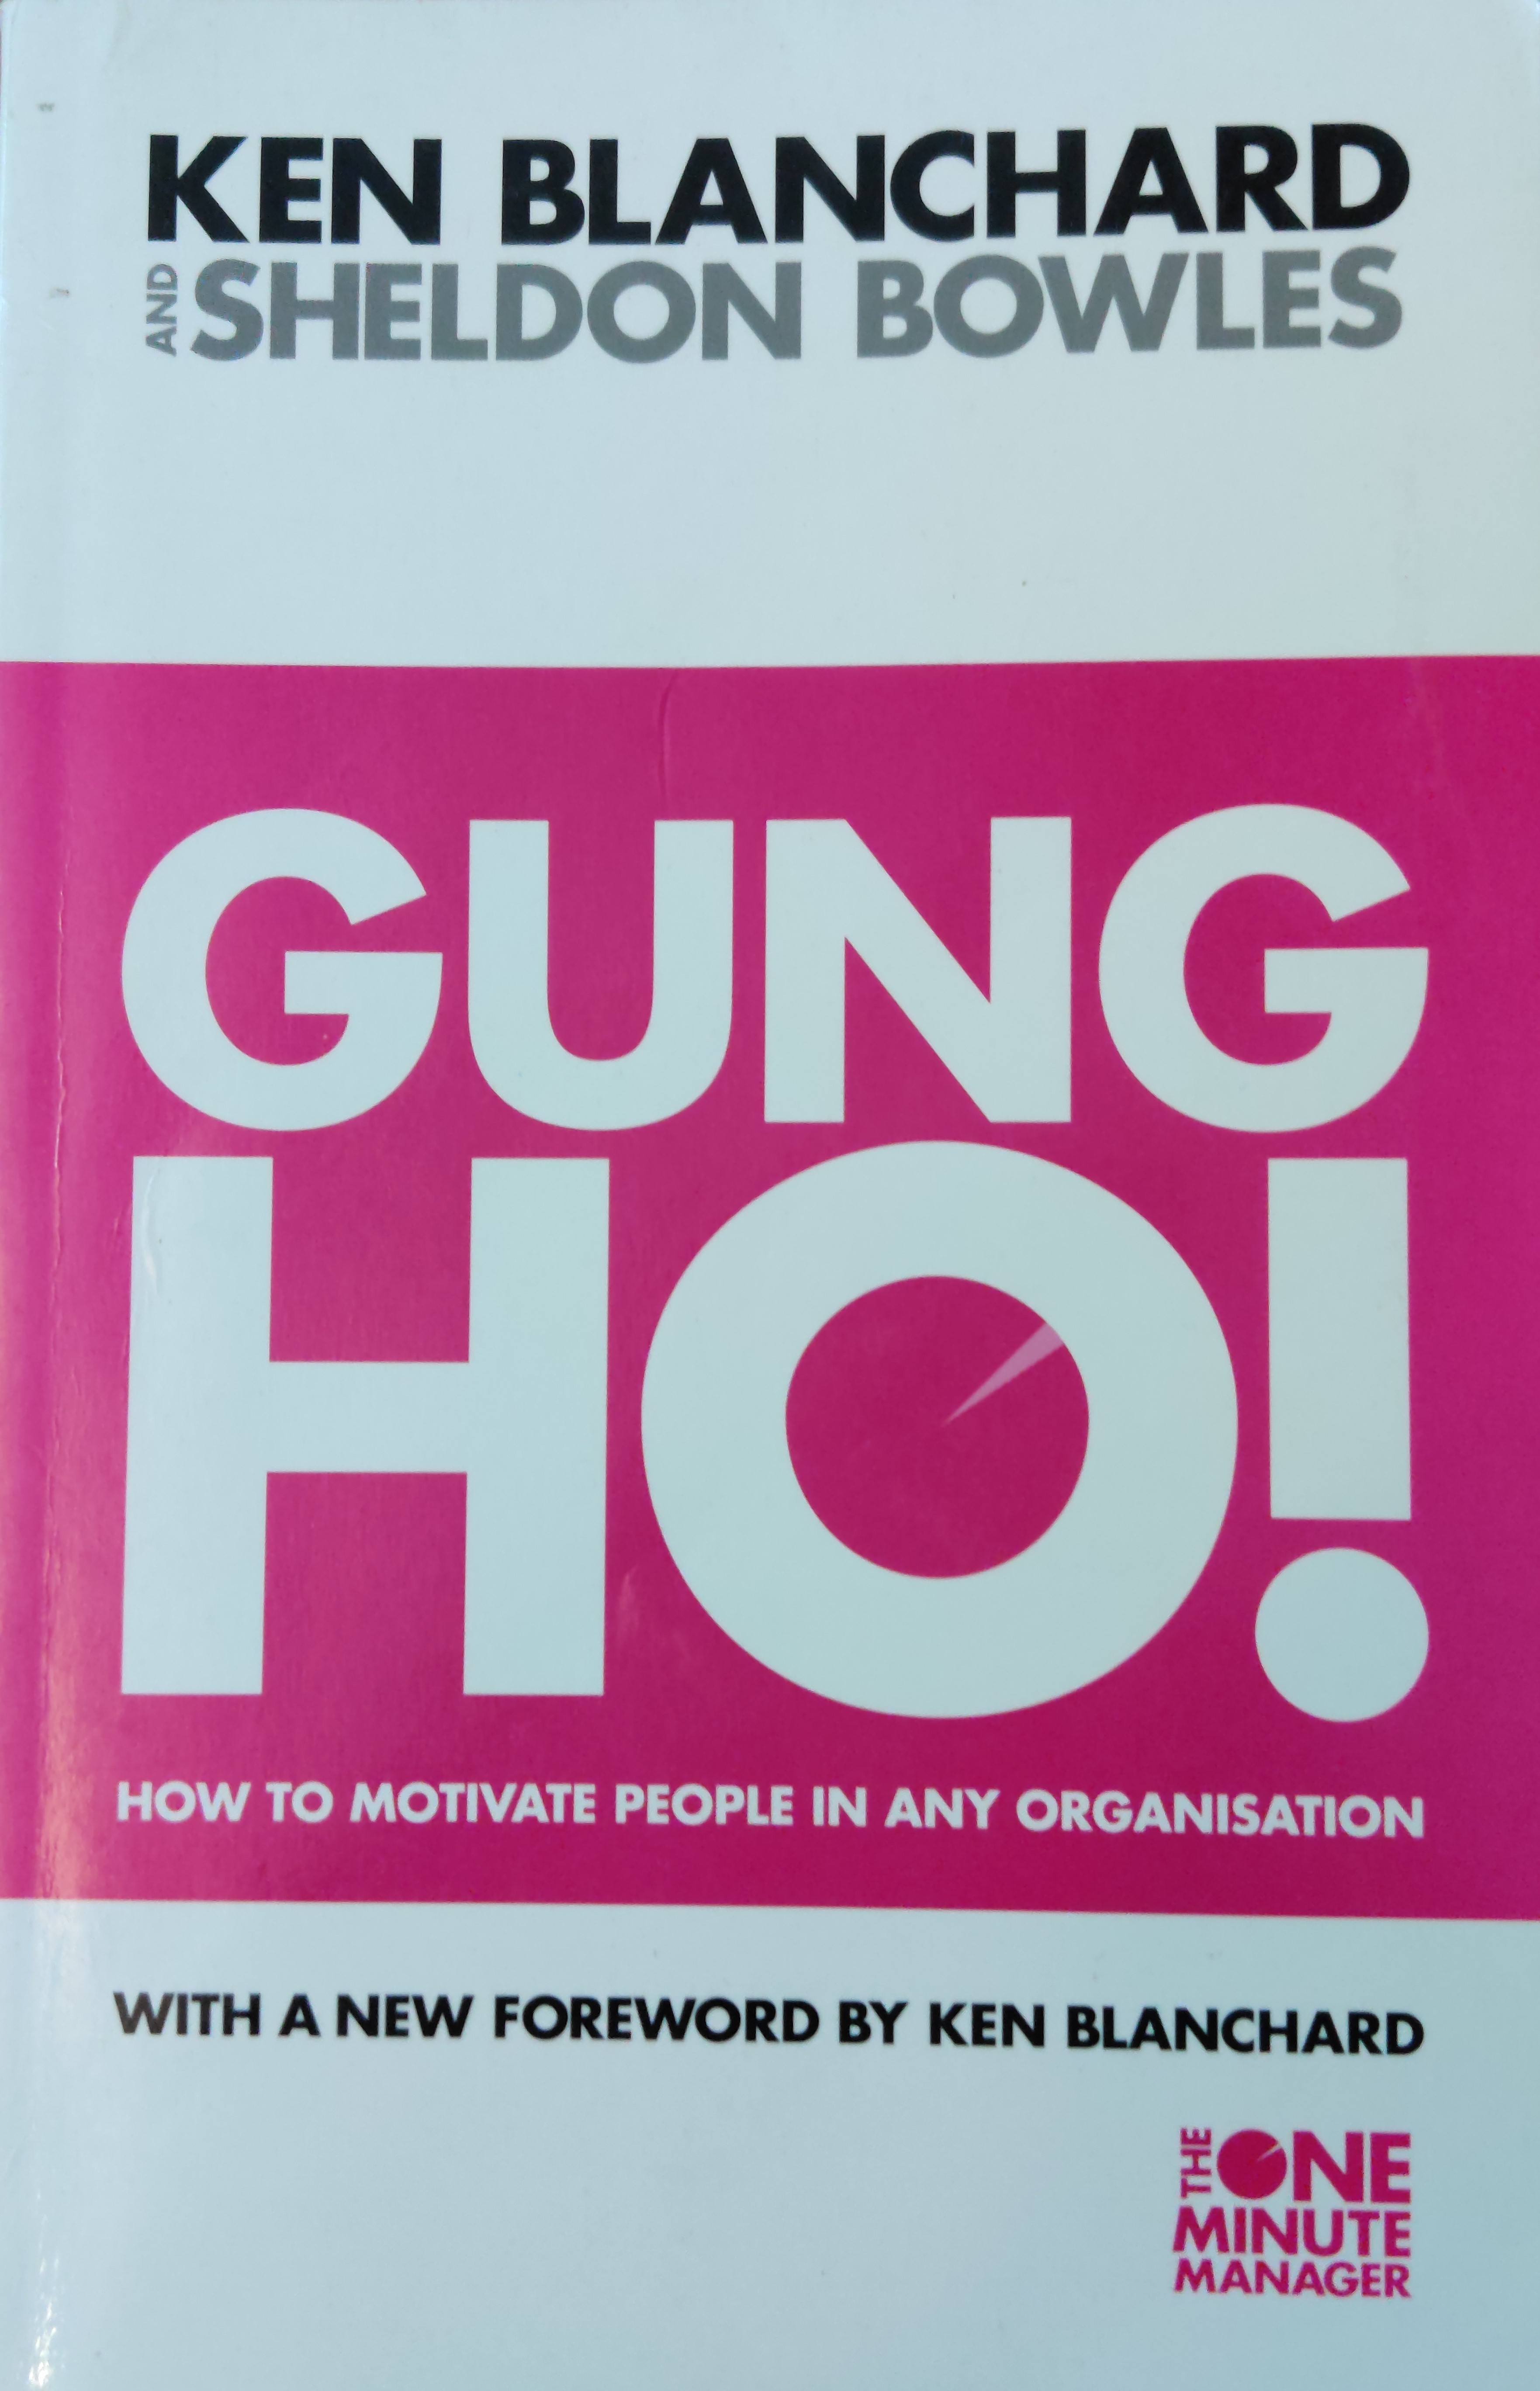 KEN BLANCHARD
AND SHELDON BOWLES
GUNG
HO!
HOW TO MOTIVATE PEOPLE IN ANY ORGANISATION
WITH A NEW FOREWORD BY KEN BLANCHARD
THE ONE
MINUTE
MANAGER